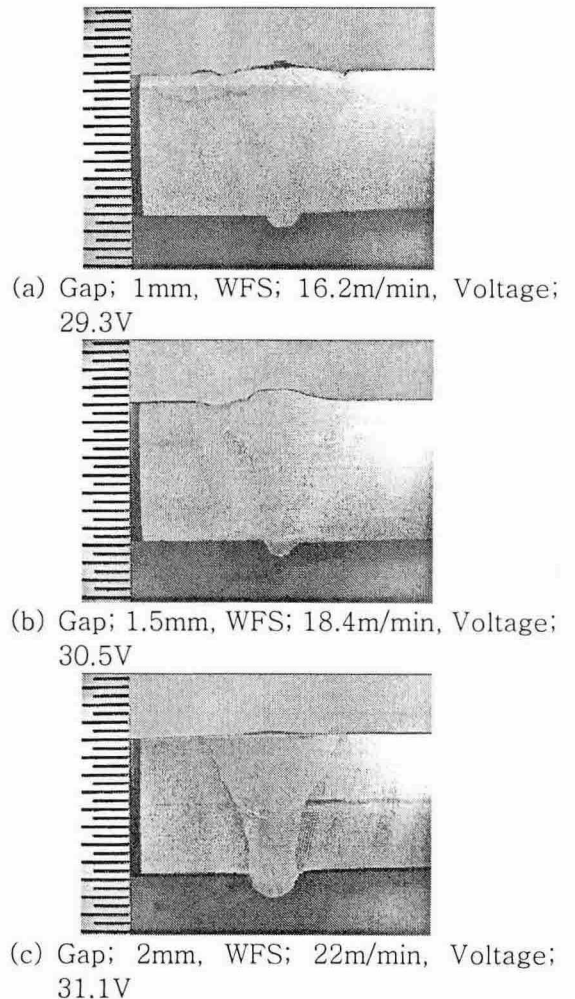 (a) Gap; 1mm, WFS; 16.2m/min, Voltage;
29.3V
(b) Gap; 1.5mm, WFS; 18.4m/min, Voltage;
30.5V
(c) Gap; 2mm, WFS; 22m/min, Voltage;
31.1V